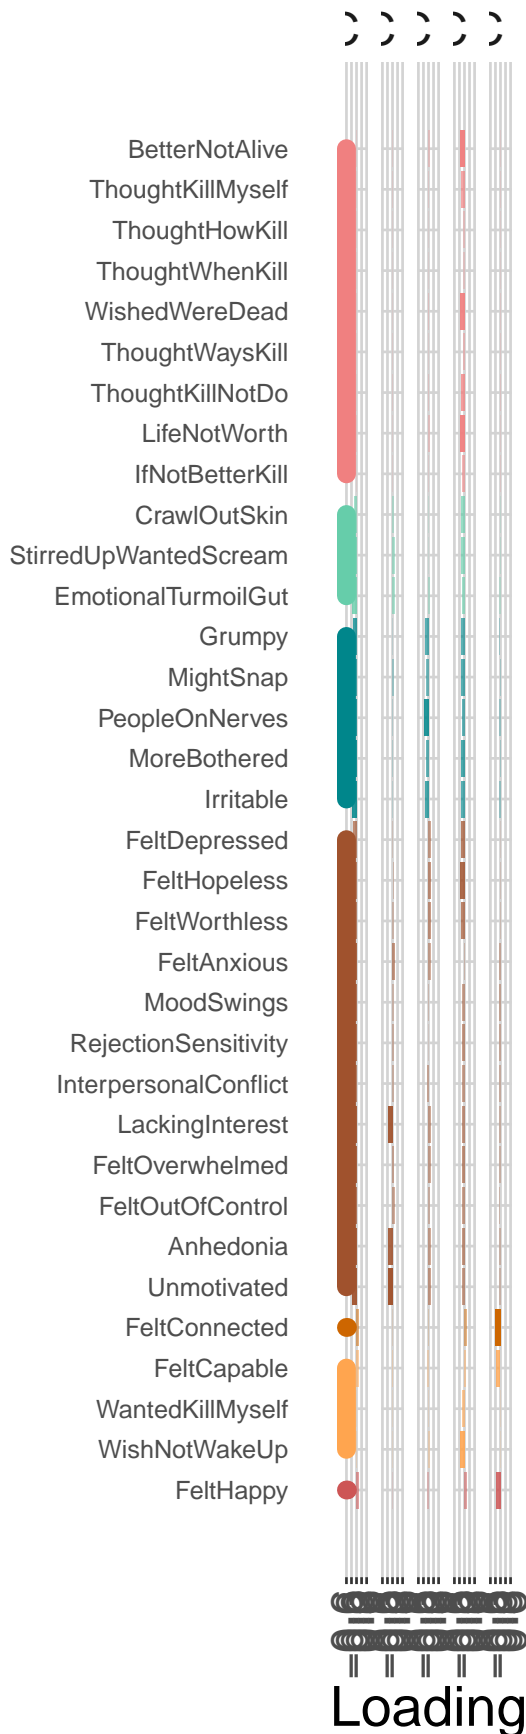 BetterNotAlive
ThoughtKillMyself
ThoughtHowKill
ThoughtWhenKill
WishedWereDead
ThoughtWaysKill
ThoughtKillNotDo
LifeNotWorth
IfNotBetterKill
CrawlOutSkin
StirredUpWantedScream
EmotionalTurmoilGut
Grumpy
MightSnap
PeopleOnNerves
MoreBothered
Irritable
FeltDepressed
FeltHopeless
FeltWorthless
FeltAnxious
MoodSwings
RejectionSensitivity
InterpersonalConflict
LackingInterest
FeltOverwhelmed
FeltOutOfControl
Anhedonia
Unmotivated
FeltConnected
FeltCapable
WantedKillMyself
WishNotWakeUp
FeltHappy
Loading